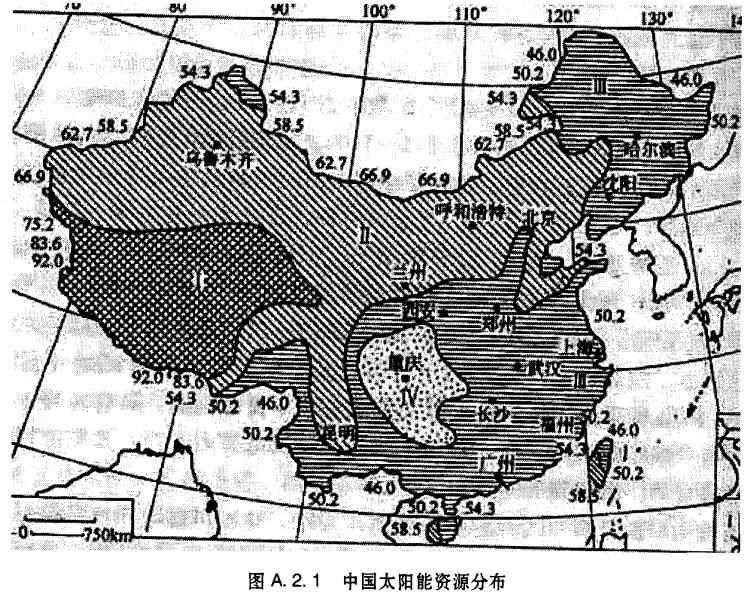 70° 80° 90° 100° 110° 120° 130° 14
46.0
50.2
54.3
54.3
54.3
58.5
58.5
62.7
62.7
66.9
66.9
66.9
62.7
58.5
54.3
46.0
50.2
III
哈尔滨
沈阳
乌鲁木齐
呼和浩特
北京
II
75.2
83.6
92.0
兰州
54.3
西安
郑州
50.2
上海
重庆
武汉
III
IV
92.0
83.6
54.3
50.2
46.0
50.2
长沙
福州
50.2
46.0
昆明
54.3
50.2
58.5
广州
50.2
46.0
50.2
54.3
58.5
0 750km
图 A.2.1 中国太阳能资源分布